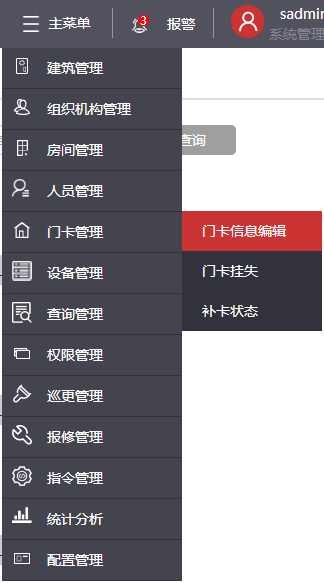 主菜单
3
报警
sadmin
系统管理
建筑管理
组织机构管理
房间管理
查询
人员管理
门卡管理
门卡信息编辑
设备管理
门卡挂失
查询管理
补卡状态
权限管理
巡更管理
报修管理
指令管理
统计分析
配置管理